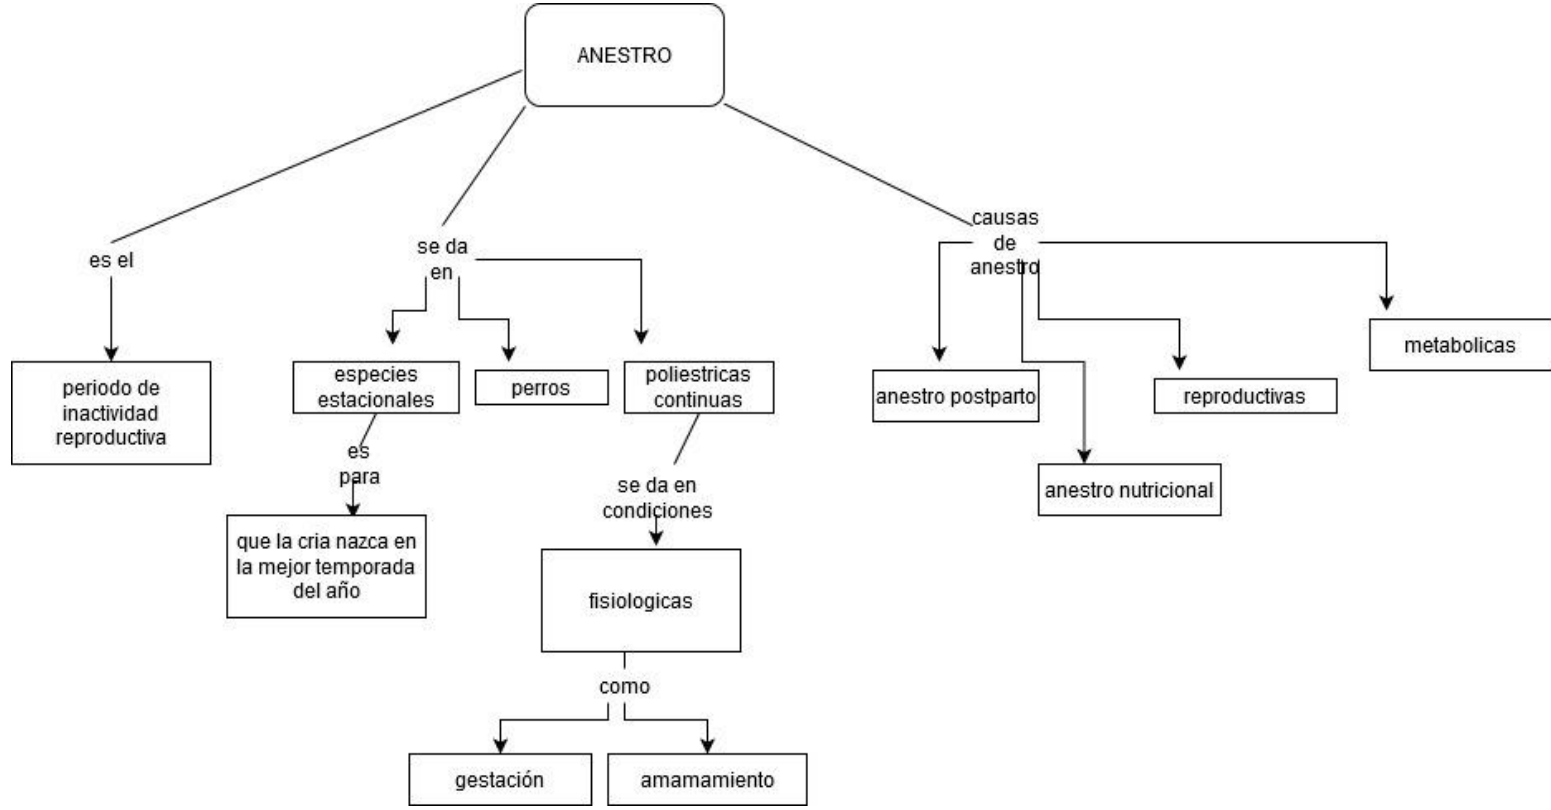 ANESTRO
es el
periodo de
inactividad
reproductiva
se da
en
especies
estacionales
es
para
que la cria nazca en
la mejor temporada
del año
perros
poliestricas
continuas
se da en
condiciones
fisiologicas
como
gestación
amamamiento
causas
de
anestro
anestro postparto
anestro nutricional
reproductivas
metabolicas